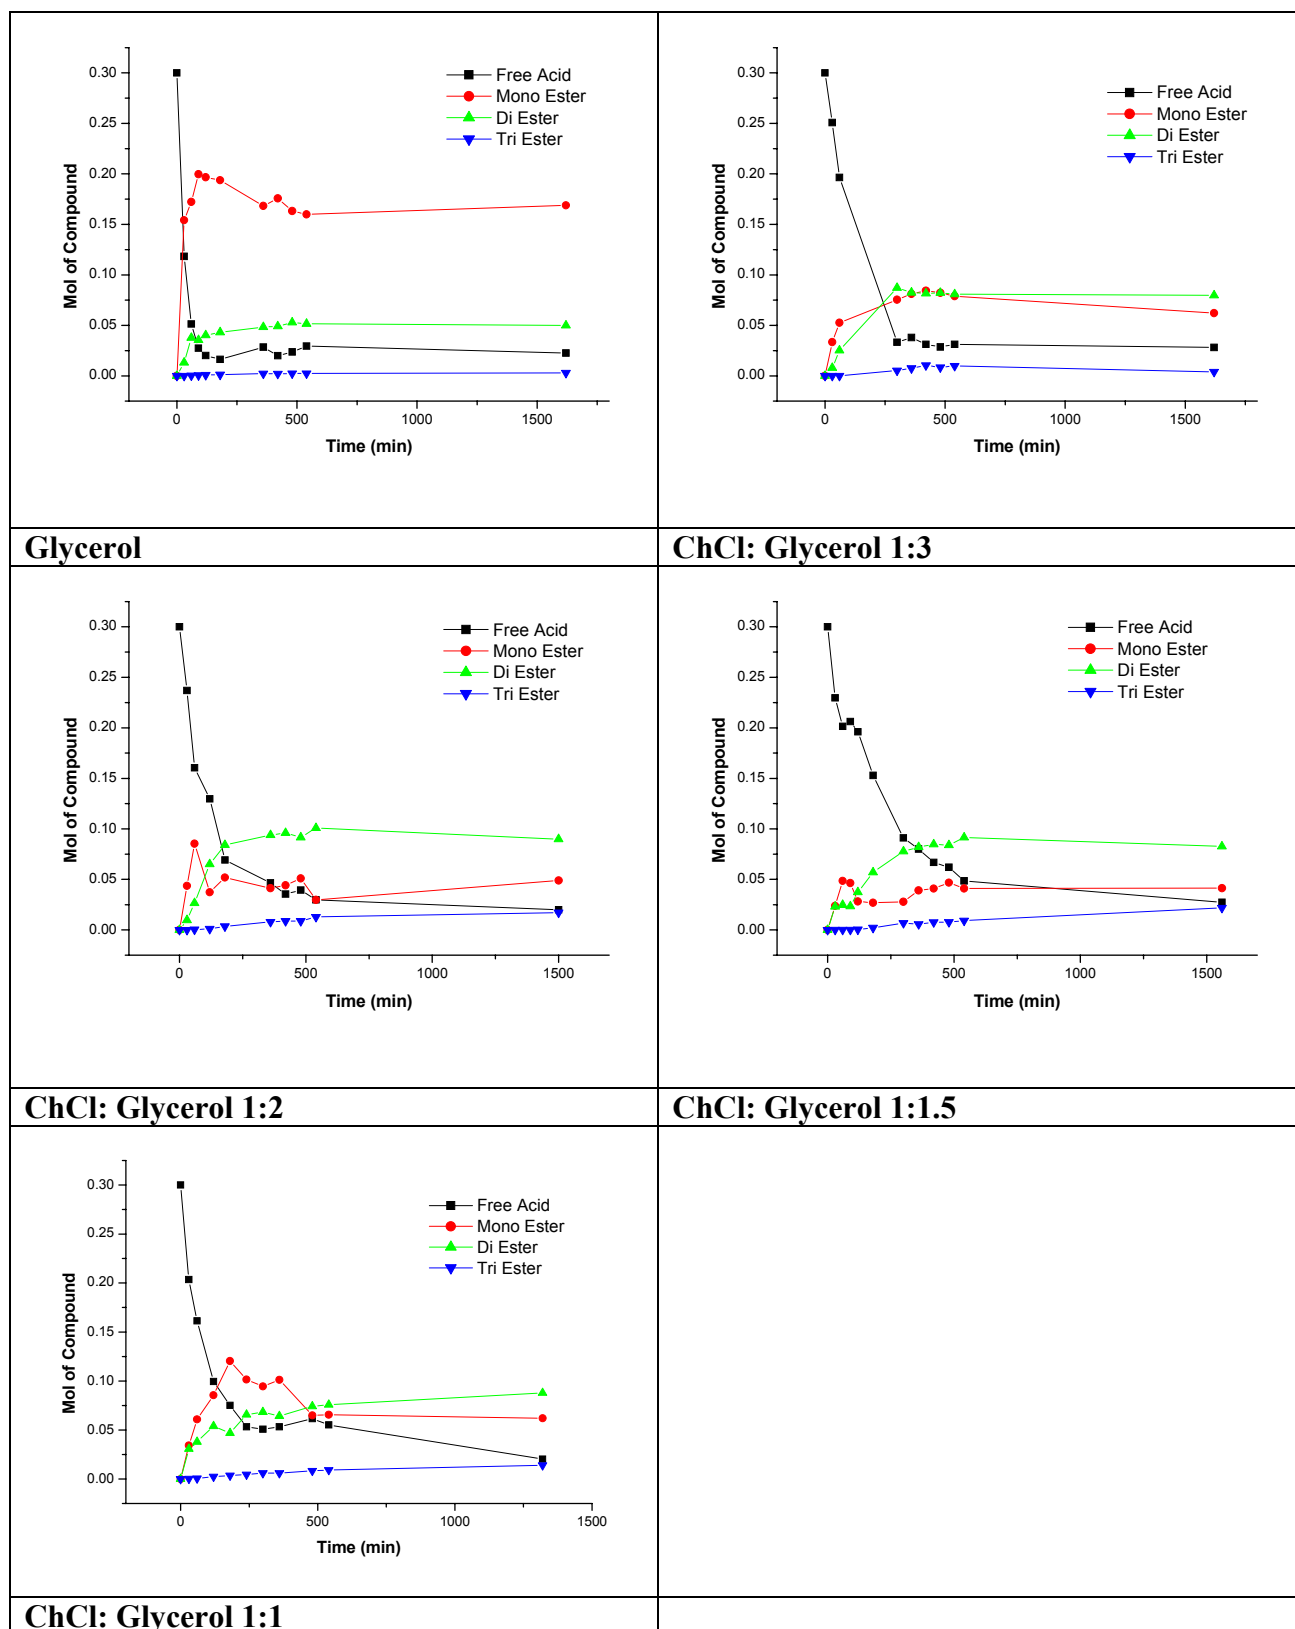 0.30
0.25
0.20
0.15
0.10
0.05
0.00
Mol of Compound
Free Acid
Mono Ester
Di Ester
Tri Ester
0 500 1000 1500
Time (min)
0.30
0.25
0.20
0.15
0.10
0.05
0.00
Mol of Compound
Free Acid
Mono Ester
Di Ester
Tri Ester
0 500 1000 1500
Time (min)
Glycerol
ChCl: Glycerol 1:3
0.30
0.25
0.20
0.15
0.10
0.05
0.00
Mol of Compound
Free Acid
Mono Ester
Di Ester
Tri Ester
0 500 1000 1500
Time (min)
0.30
0.25
0.20
0.15
0.10
0.05
0.00
Mol of Compound
Free Acid
Mono Ester
Di Ester
Tri Ester
0 500 1000 1500
Time (min)
ChCl: Glycerol 1:2
ChCl: Glycerol 1:1.5
0.30
0.25
0.20
0.15
0.10
0.05
0.00
Mol of Compound
Free Acid
Mono Ester
Di Ester
Tri Ester
0 500 1000 1500
Time (min)
ChCl: Glycerol 1:1